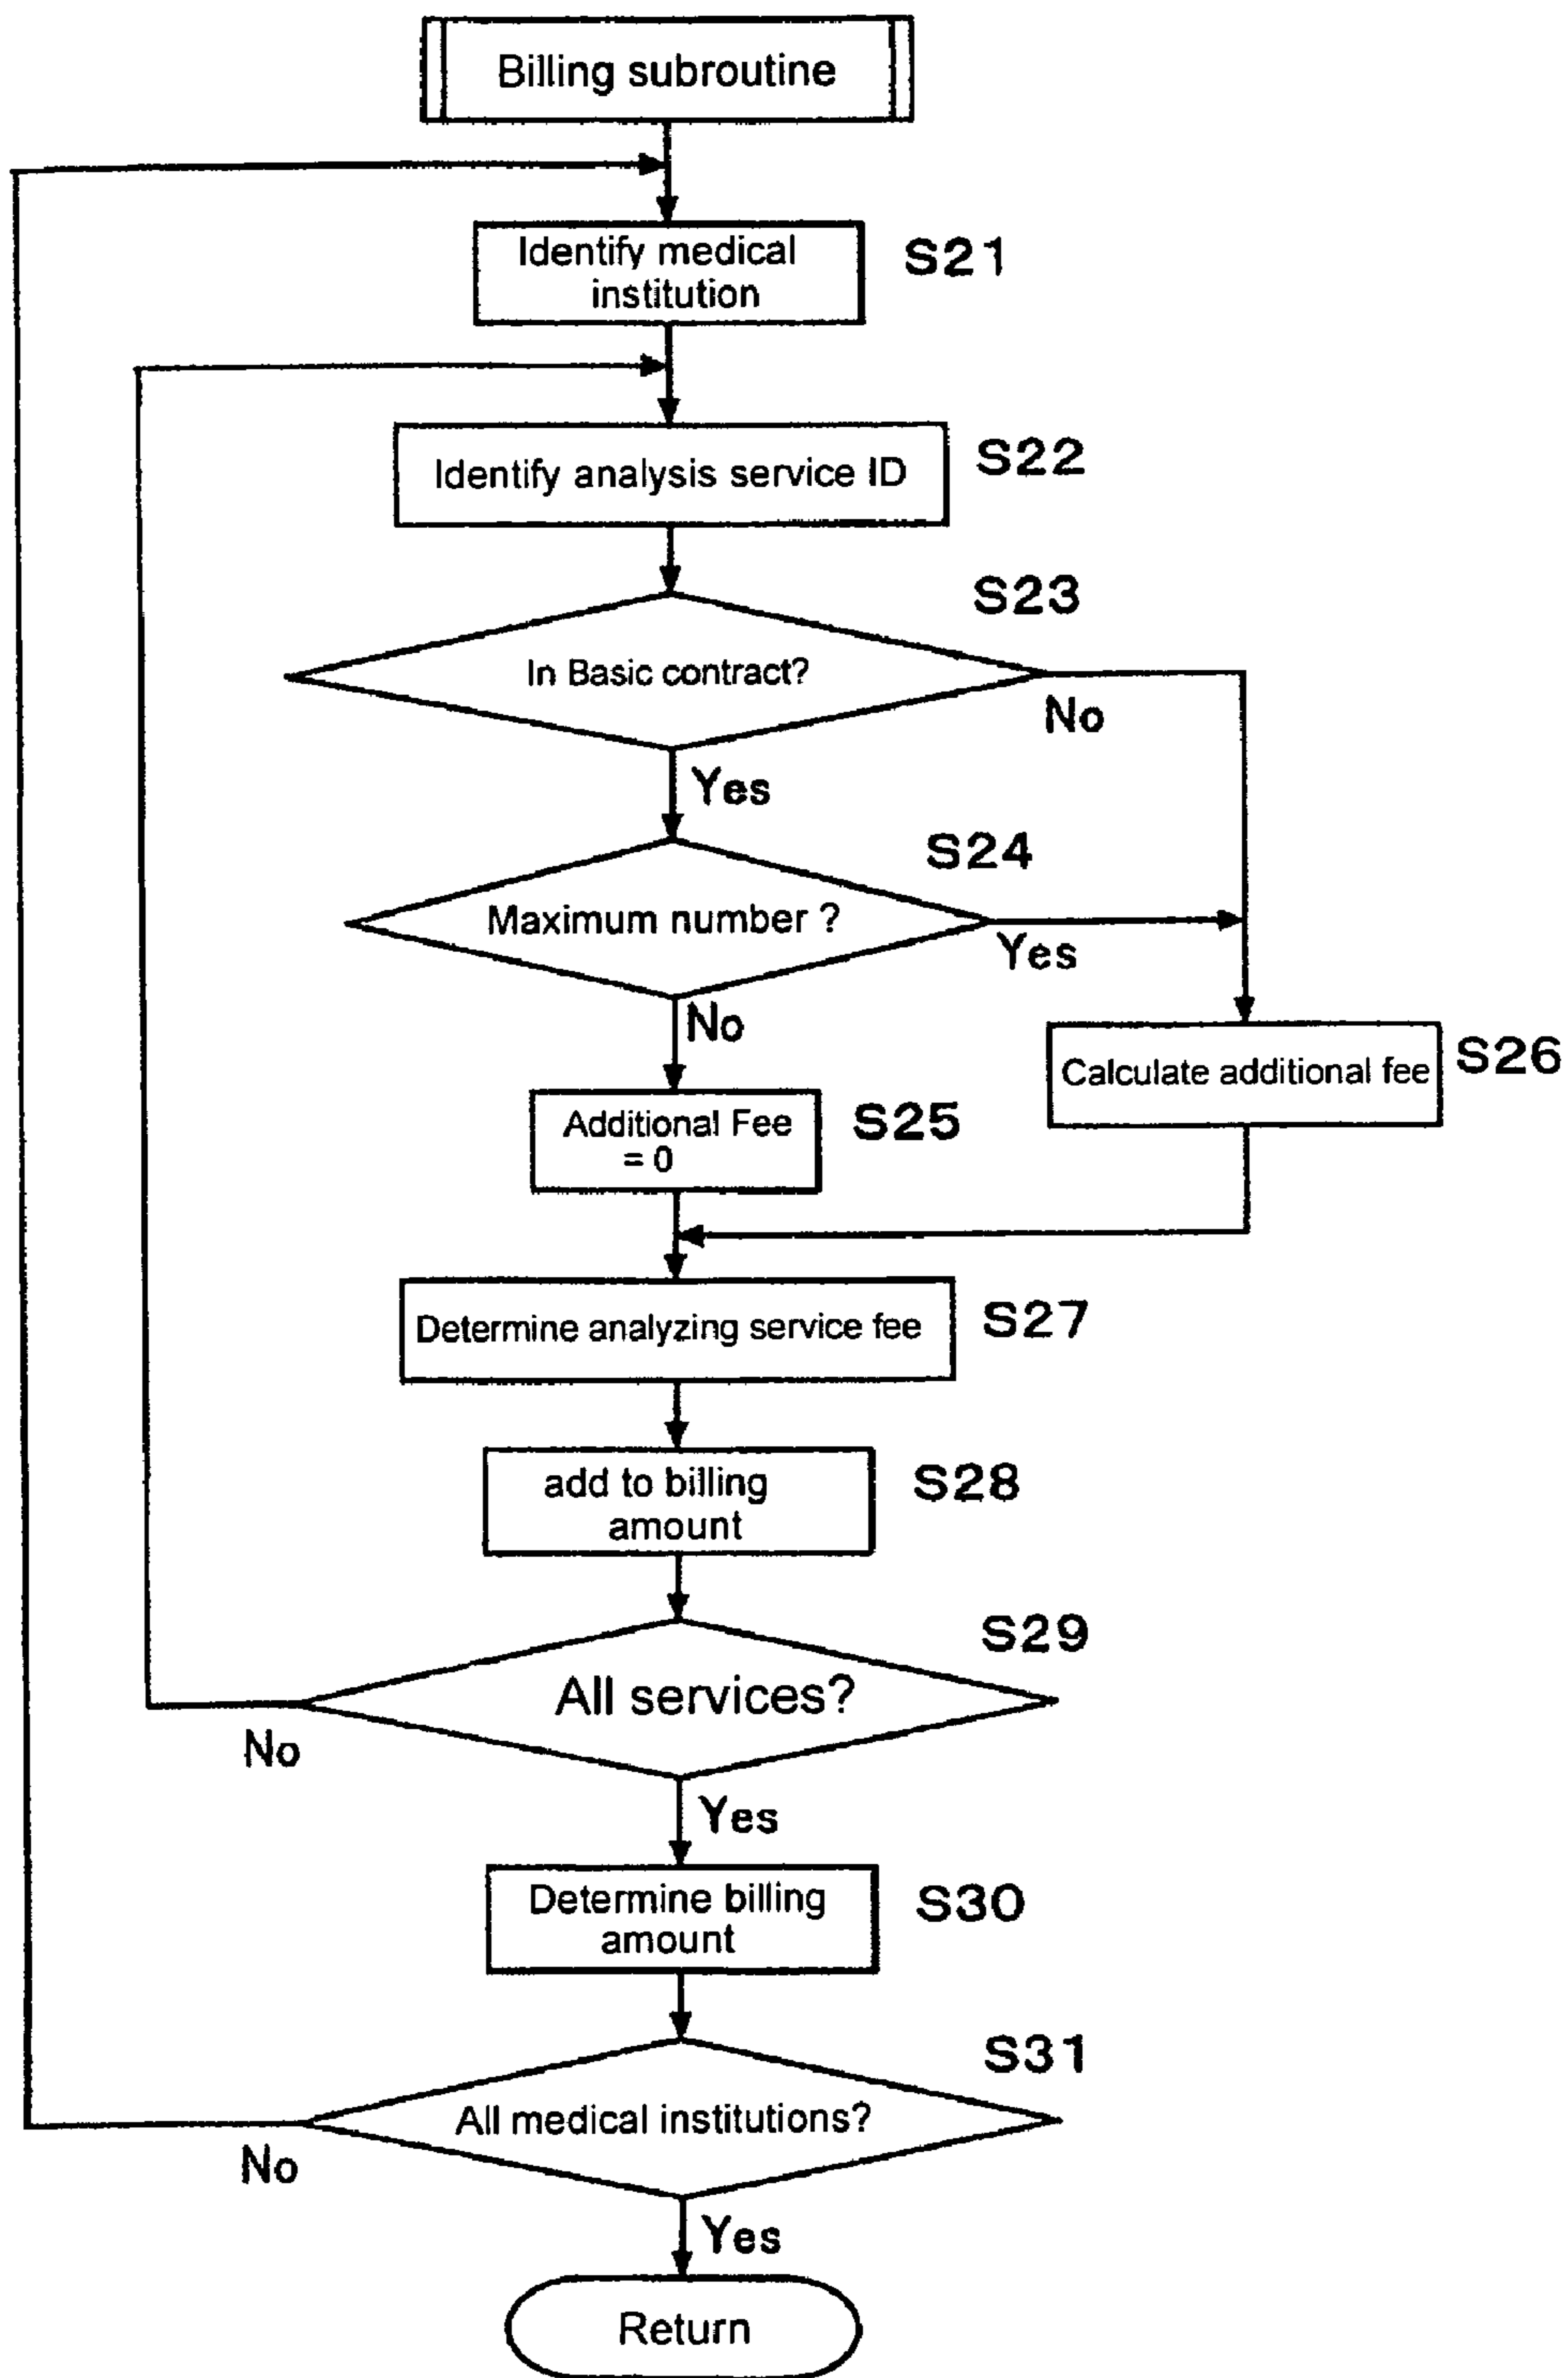 Billing subroutine
Identify medical
institution
S21
Identify analysis service ID
S22
S23
In Basic contract?
No
Yes
S24
Maximum number ?
Yes
No
Calculate additional fee
S26
Additional Fee
= 0
S25
Determine analyzing service fee
S27
add to billing
amount
S28
S29
All services?
No
Yes
Determine billing
amount
S30
S31
All medical institutions?
No
Yes
Return